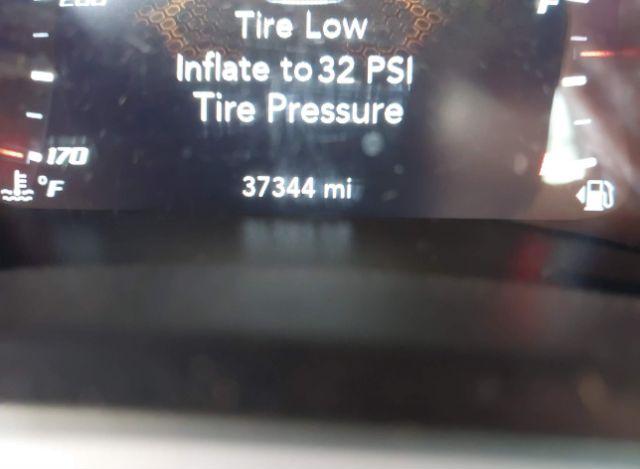 Tire Low
Inflate to 32 PSI
Tire Pressure
170
°F
37344 mi